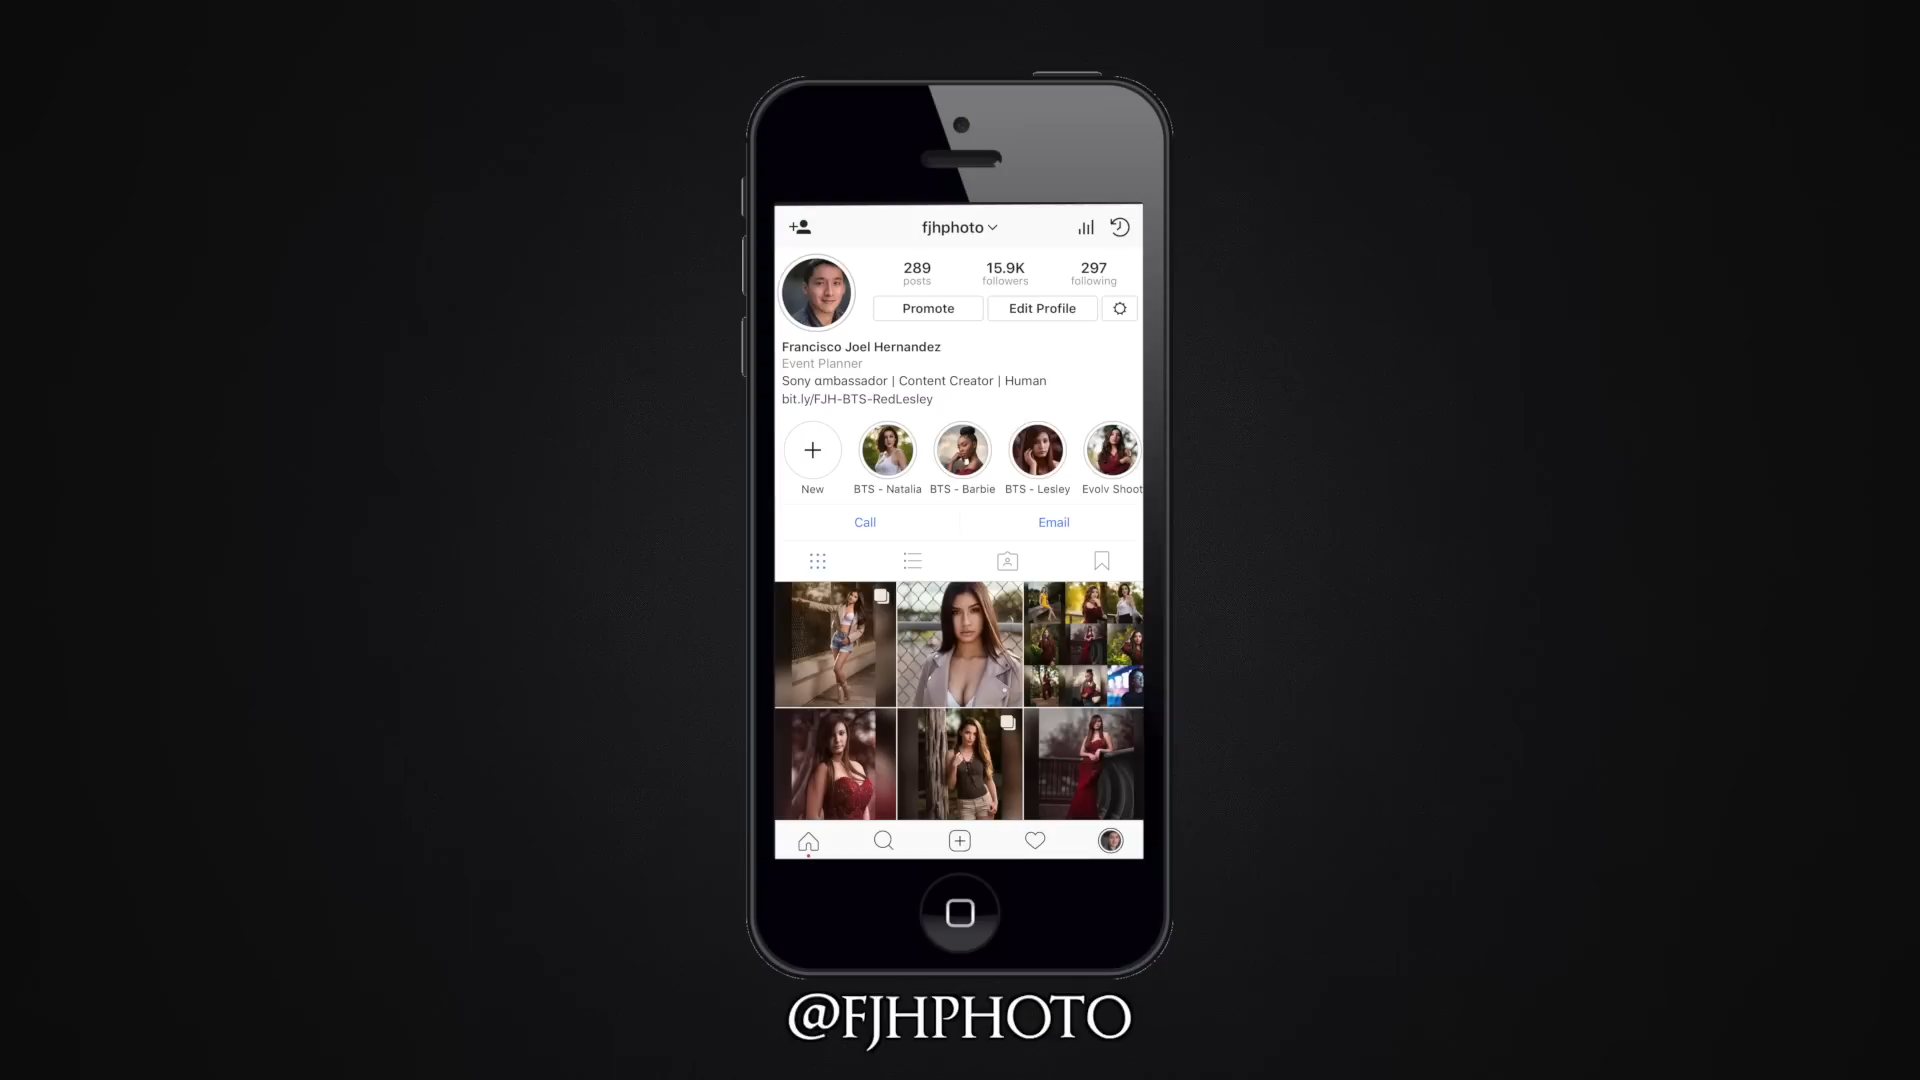 fjhphoto
289 15.9K 297
posts followers following
Promote Edit Profile
Francisco Joel Hernandez
Event Planner
Sony αmbassador | Content Creator | Human
bit.ly/FJH-BTS-RedLesley
New BTS - Natalia BTS - Barbie BTS - Lesley Evolv Shoot
Call Email
@FJHPHOTO